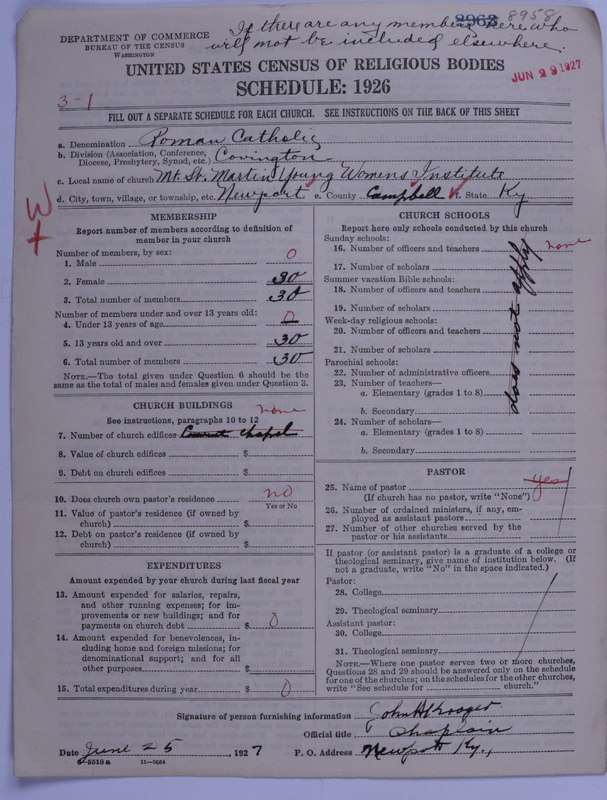 If there are any members here who
2962 8958
will not be included elsewhere
DEPARTMENT OF COMMERCE
BUREAU OF THE CENSUS
WASHINGTON
UNITED STATES CENSUS OF RELIGIOUS BODIES
JUN 29 1927
SCHEDULE: 1926
3-1
FILL OUT A SEPARATE SCHEDULE FOR EACH CHURCH. SEE INSTRUCTIONS ON THE BACK OF THIS SHEET
a. Denomination Roman Catholic
b. Division (Association, Conference, Diocese, Presbytery, Synod, etc.) Covington
c. Local name of church Mt. St. Martin Young Womens Institute
d. City, town, village, or township, etc. Newport e. County Campbell f. State Ky
W
MEMBERSHIP
Report number of members according to definition of
member in your church
Number of members, by sex:
1. Male 0
2. Female 30
3. Total number of members 30
Number of members under and over 13 years old:
4. Under 13 years of age 0
5. 13 years old and over 30
6. Total number of members 30
NOTE.—The total given under Question 6 should be the
same as the total of males and females given under Question 3.
CHURCH BUILDINGS
none
See instructions, paragraphs 10 to 12
7. Number of church edifices Convent chapel
8. Value of church edifices $
9. Debt on church edifices $
10. Does church own pastor's residence no
Yes or No
11. Value of pastor's residence (if owned by
church) $
12. Debt on pastor's residence (if owned by
church) $
EXPENDITURES
Amount expended by your church during last fiscal year
13. Amount expended for salaries, repairs,
and other running expenses; for im-
provements or new buildings; and for
payments on church debt $ 0
14. Amount expended for benevolences, in-
cluding home and foreign missions; for
denominational support; and for all
other purposes $
15. Total expenditures during year $ 0
CHURCH SCHOOLS
Report here only schools conducted by this church
Sunday schools:
16. Number of officers and teachers none
17. Number of scholars
Summer vacation Bible schools:
18. Number of officers and teachers
19. Number of scholars
Week-day religious schools:
20. Number of officers and teachers
21. Number of scholars
Parochial schools:
22. Number of administrative officers
23. Number of teachers—
a. Elementary (grades 1 to 8)
b. Secondary
24. Number of scholars—
a. Elementary (grades 1 to 8)
b. Secondary
does not apply
PASTOR
25. Name of pastor yes
(If church has no pastor, write "None") 0
26. Number of ordained ministers, if any, em-
ployed as assistant pastors
27. Number of other churches served by the
pastor or his assistants
If pastor (or assistant pastor) is a graduate of a college or
theological seminary, give name of institution below. (If
not a graduate, write "No" in the space indicated.)
Pastor:
28. College
29. Theological seminary
Assistant pastor:
30. College
31. Theological seminary
NOTE.—Where one pastor serves two or more churches,
Questions 28 and 29 should be answered only on the schedule
for one of the churches; on the schedules for the other churches,
write "See schedule for church."
Signature of person furnishing information John H Kroger
Official title Chaplain
Date June 25, 1927 P. O. Address Newport Ky.,
8-5518a 11-9054